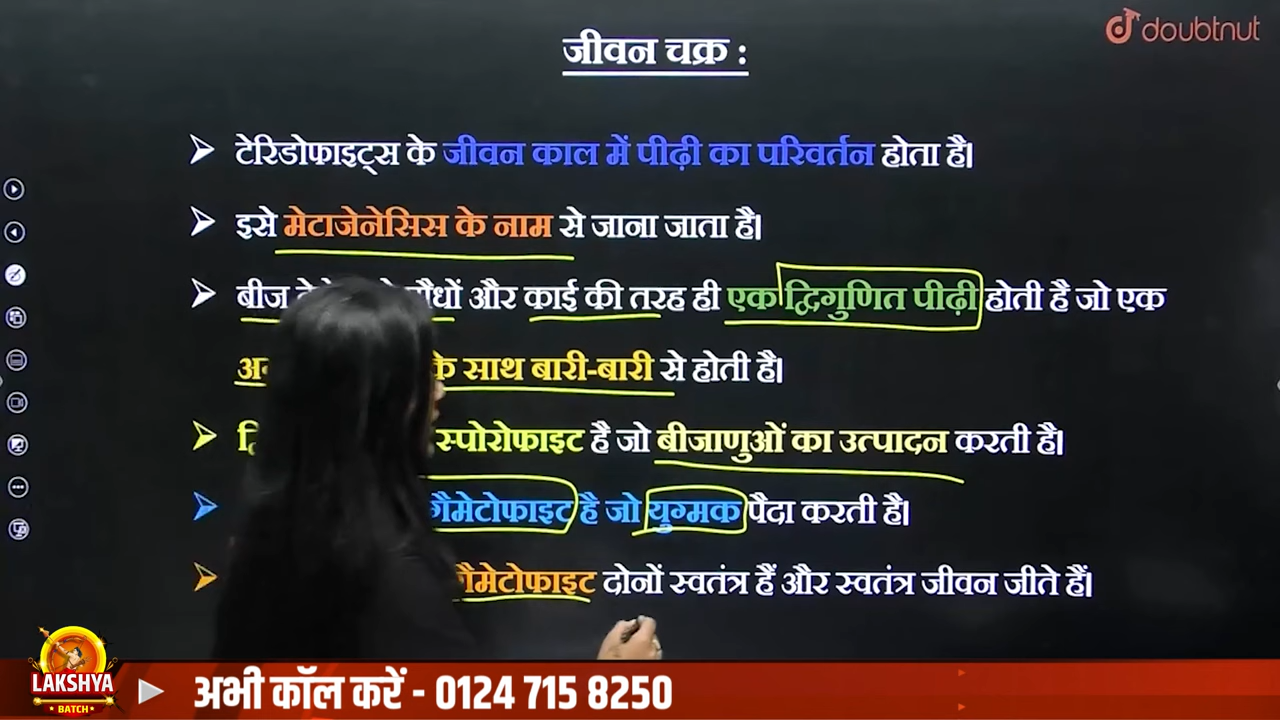 doubtnut
जीवन चक्र :
टेरिडोफाइट्स के जीवन काल में पीढ़ी का परिवर्तन होता है।
इसे मेटाजेनेसिस के नाम से जाना जाता है।
बीज और काई की तरह ही एक द्विगुणित पीढ़ी होती है जो एक
के साथ बारी-बारी से होती है।
स्पोरोफाइट है जो बीजाणुओं का उत्पादन करती है।
गैमेटोफाइट है जो युग्मक पैदा करती है।
गैमेटोफाइट दोनों स्वतंत्र हैं और स्वतंत्र जीवन जीते हैं।
LAKSHYA
BATCH
अभी कॉल करें - 0124 715 8250